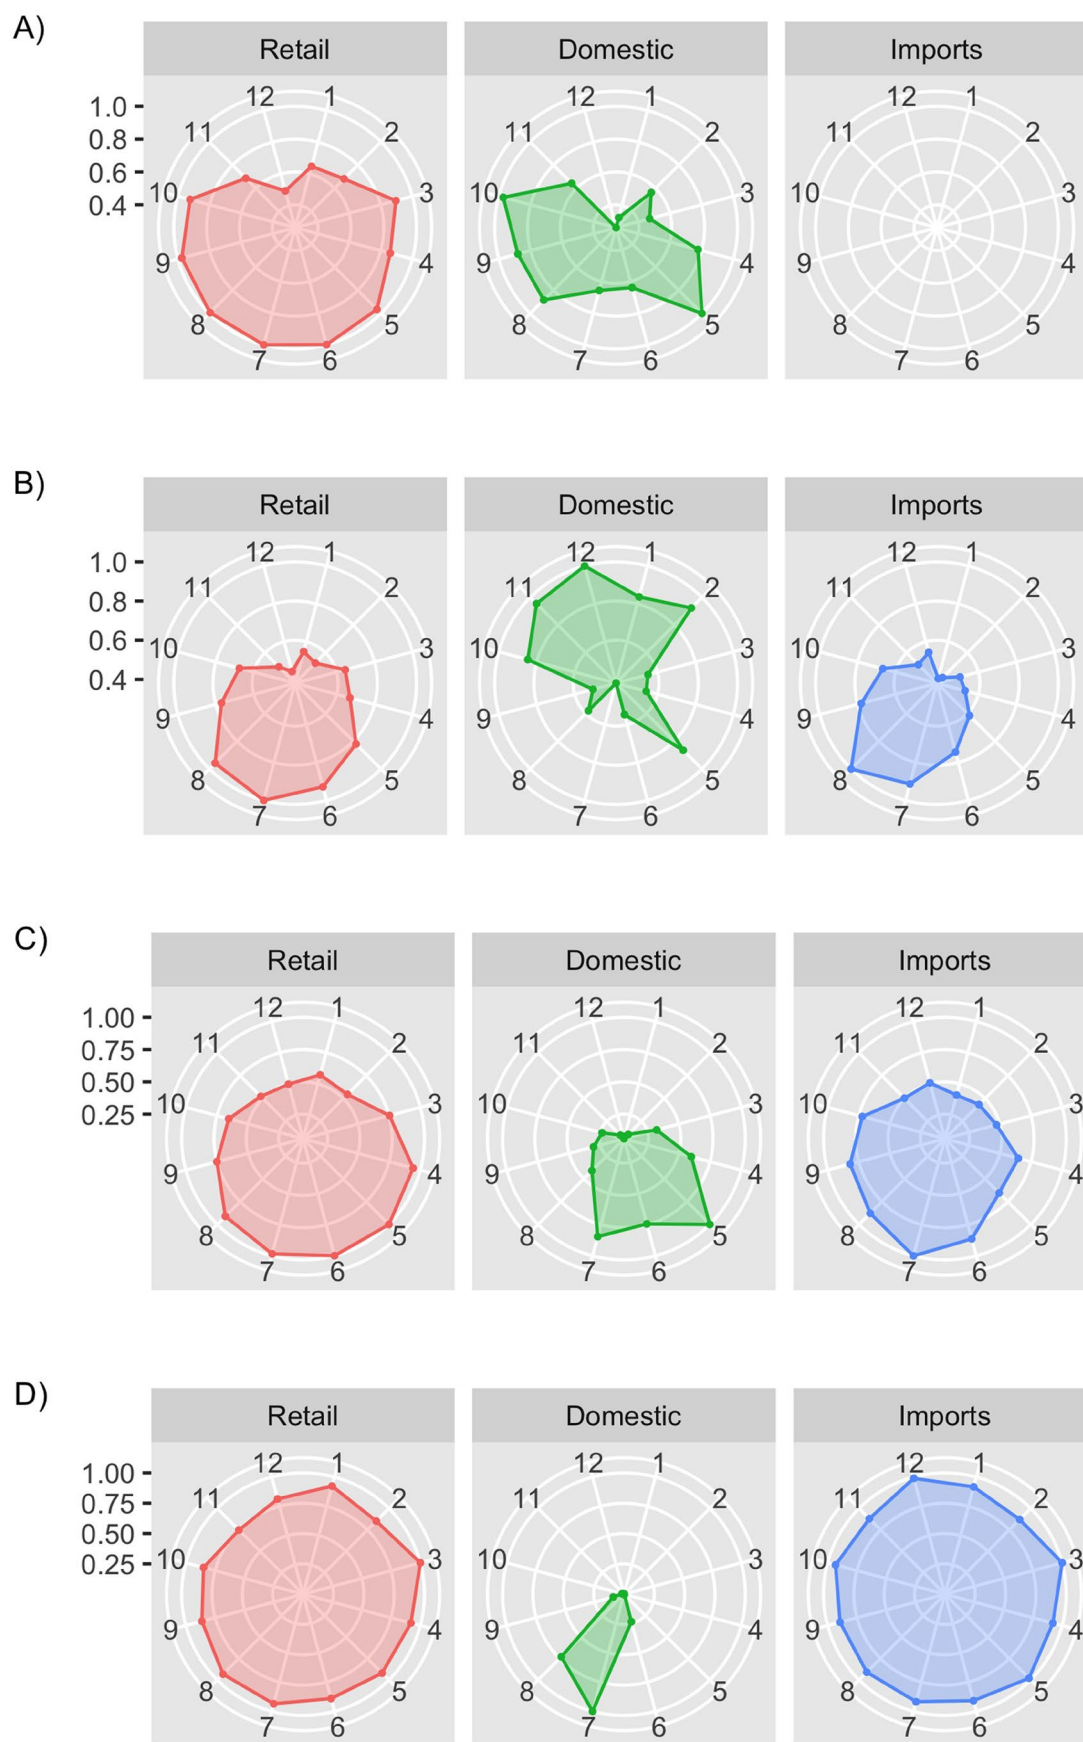 A)
Retail Domestic Imports
12 1 12 1 12 1
1.0
11 2 11 2 11 2
0.8
0.6
10 3 10 3 10 3
0.4
9 4 9 4 9 4
8 5 8 5 8 5
7 6 7 6 7 6
B)
Retail Domestic Imports
12 1 12 1 12 1
1.0
11 2 11 2 11 2
0.8
0.6
10 3 10 3 10 3
0.4
9 4 9 4 9 4
8 5 8 5 8 5
7 6 7 6 7 6
C)
Retail Domestic Imports
12 1 12 1 12 1
1.00
11 2 11 2 11 2
0.75
0.50
10 3 10 3 10 3
0.25
9 4 9 4 9 4
8 5 8 5 8 5
7 6 7 6 7 6
D)
Retail Domestic Imports
12 1 12 1 12 1
1.00
11 2 11 2 11 2
0.75
0.50
10 3 10 3 10 3
0.25
9 4 9 4 9 4
8 5 8 5 8 5
7 6 7 6 7 6